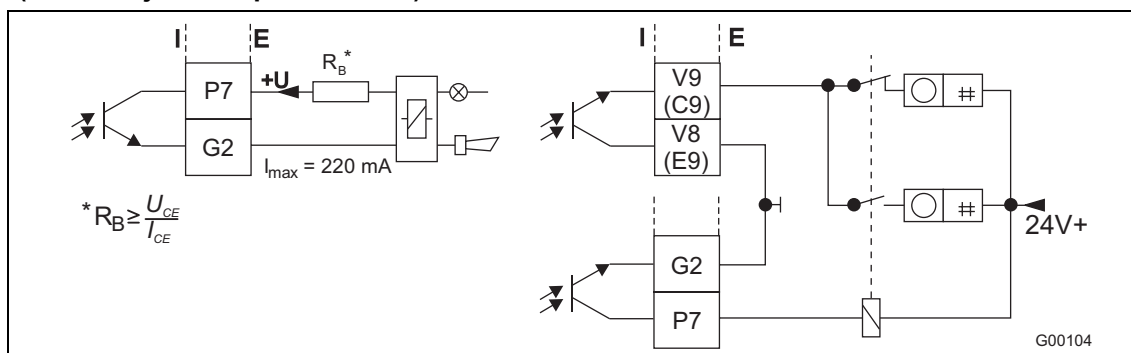 I E
P7
G2
+U
R_B*
I_max = 220 mA
*R_B ≥ U_CE / I_CE
I E
V9
(C9)
V8
(E9)
G2
P7
24V+
G00104